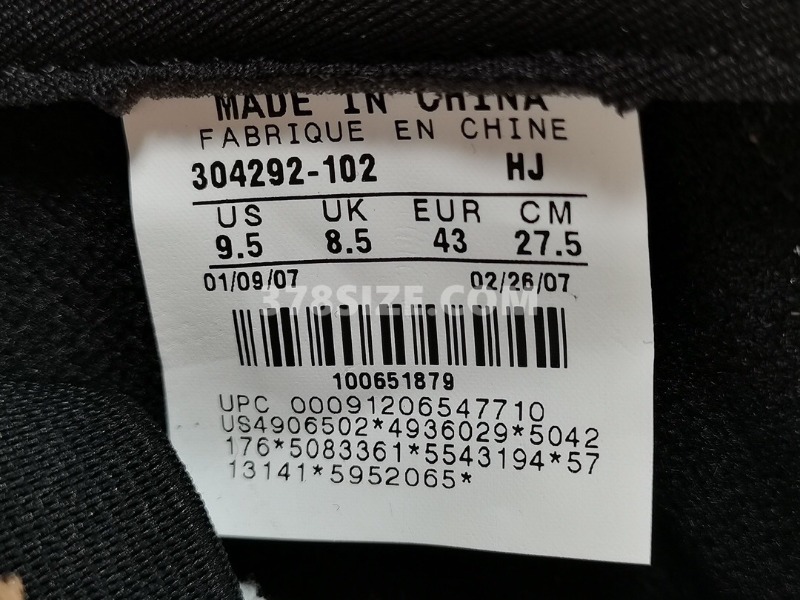 MADE IN CHINA
FABRIQUE EN CHINE
304292-102 HJ
US UK EUR CM
9.5 8.5 43 27.5
01/09/07 02/26/07
378SIZE.COM
100651879
UPC 00091206547710
US4906502*4936029*5042
176*5083361*5543194*57
13141*5952065*